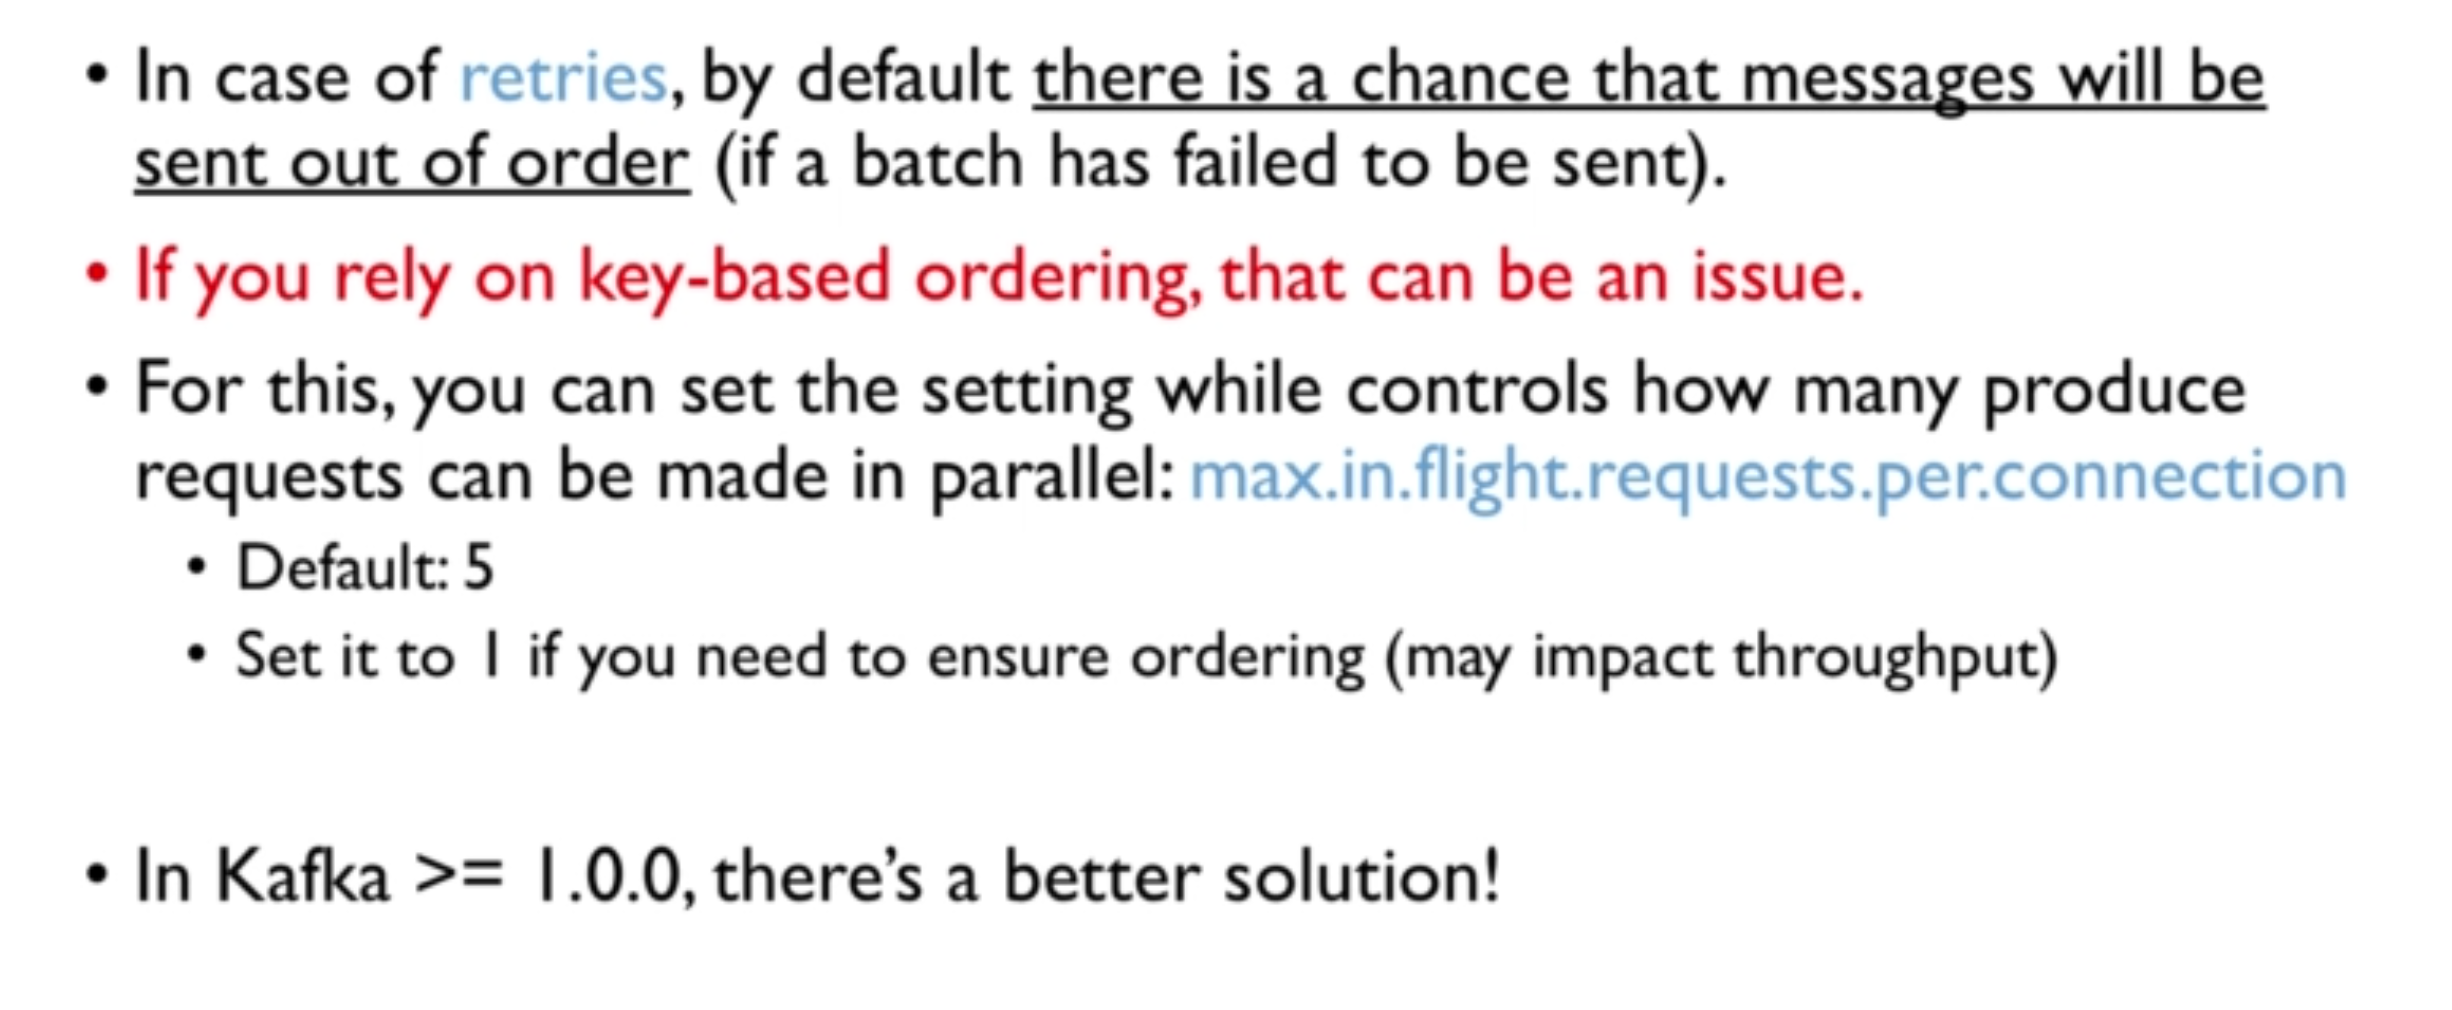 • In case of retries, by default there is a chance that messages will be
sent out of order (if a batch has failed to be sent).
• If you rely on key-based ordering, that can be an issue.
• For this, you can set the setting while controls how many produce
requests can be made in parallel: max.in.flight.requests.per.connection
• Default: 5
• Set it to 1 if you need to ensure ordering (may impact throughput)
• In Kafka >= 1.0.0, there’s a better solution!